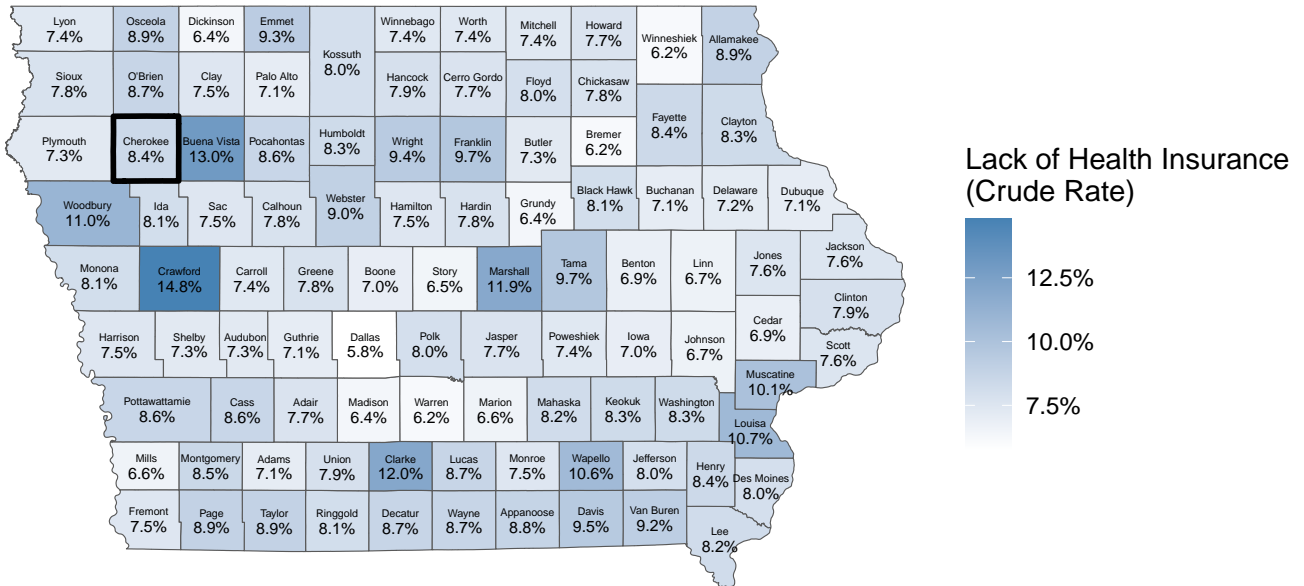 Lyon
7.4%
Osceola
8.9%
Dickinson
6.4%
Emmet
9.3%
Kossuth
8.0%
Winnebago
7.4%
Worth
7.4%
Mitchell
7.4%
Howard
7.7%
Winneshiek
6.2%
Allamakee
8.9%
Sioux
7.8%
O'Brien
8.7%
Clay
7.5%
Palo Alto
7.1%
Hancock
7.9%
Cerro Gordo
7.7%
Floyd
8.0%
Chickasaw
7.8%
Fayette
8.4%
Clayton
8.3%
Plymouth
7.3%
Cherokee
8.4%
Buena Vista
13.0%
Pocahontas
8.6%
Humboldt
8.3%
Wright
9.4%
Franklin
9.7%
Butler
7.3%
Bremer
6.2%
Woodbury
11.0%
Ida
8.1%
Sac
7.5%
Calhoun
7.8%
Webster
9.0%
Hamilton
7.5%
Hardin
7.8%
Grundy
6.4%
Black Hawk
8.1%
Buchanan
7.1%
Delaware
7.2%
Dubuque
7.1%
Monona
8.1%
Crawford
14.8%
Carroll
7.4%
Greene
7.8%
Boone
7.0%
Story
6.5%
Marshall
11.9%
Tama
9.7%
Benton
6.9%
Linn
6.7%
Jones
7.6%
Jackson
7.6%
Clinton
7.9%
Harrison
7.5%
Shelby
7.3%
Audubon
7.3%
Guthrie
7.1%
Dallas
5.8%
Polk
8.0%
Jasper
7.7%
Poweshiek
7.4%
Iowa
7.0%
Johnson
6.7%
Cedar
6.9%
Scott
7.6%
Muscatine
10.1%
Pottawattamie
8.6%
Cass
8.6%
Adair
7.7%
Madison
6.4%
Warren
6.2%
Marion
6.6%
Mahaska
8.2%
Keokuk
8.3%
Washington
8.3%
Louisa
10.7%
Mills
6.6%
Montgomery
8.5%
Adams
7.1%
Union
7.9%
Clarke
12.0%
Lucas
8.7%
Monroe
7.5%
Wapello
10.6%
Jefferson
8.0%
Henry
8.4%
Des Moines
8.0%
Fremont
7.5%
Page
8.9%
Taylor
8.9%
Ringgold
8.1%
Decatur
8.7%
Wayne
8.7%
Appanoose
8.8%
Davis
9.5%
Van Buren
9.2%
Lee
8.2%
Lack of Health Insurance
(Crude Rate)
12.5%
10.0%
7.5%